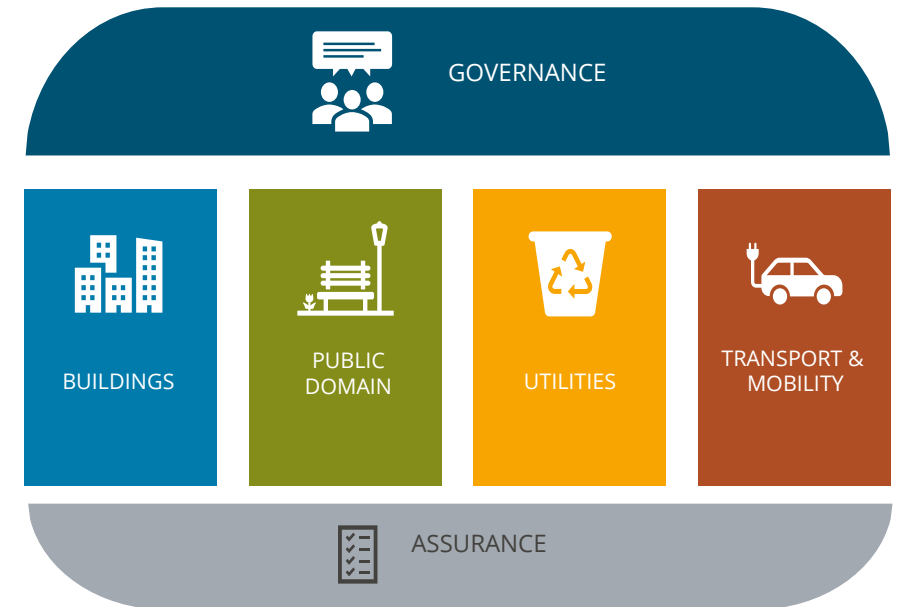 GOVERNANCE
BUILDINGS
PUBLIC
DOMAIN
UTILITIES
TRANSPORT &
MOBILITY
ASSURANCE